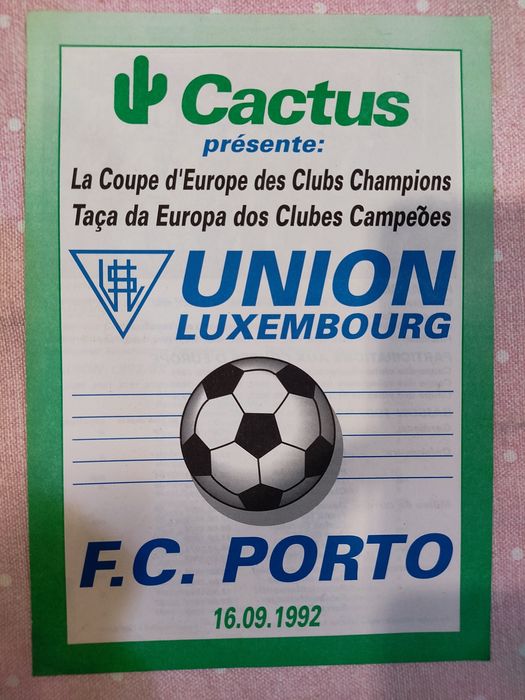 Cactus
présente:
La Coupe d'Europe des Clubs Champions
Taça da Europa dos Clubes Campeões
UNION
LUXEMBOURG
F.C. PORTO
16.09.1992